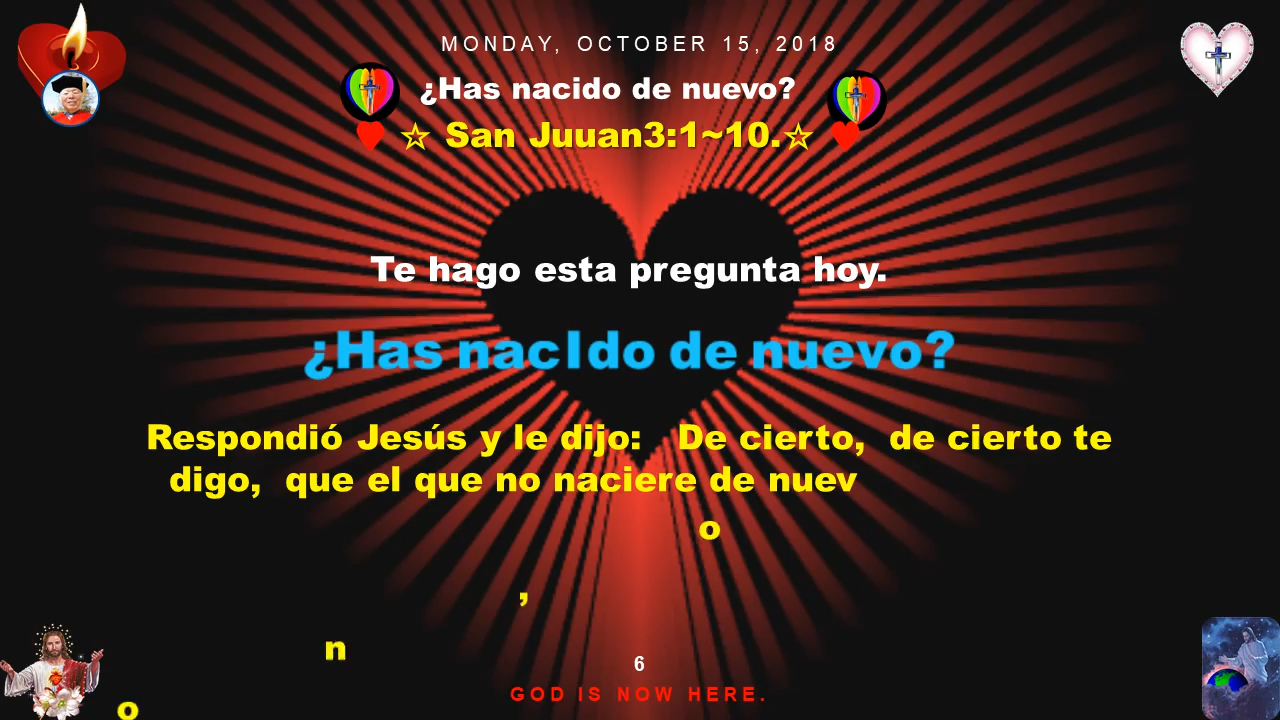 MONDAY, OCTOBER 15, 2018
¿Has nacido de nuevo?
♥ ☆ San Juuan3:1~10.☆ ♥
Te hago esta pregunta hoy.
¿Has nacIdo de nuevo?
Respondió Jesús y le dijo: De cierto, de cierto te
digo, que el que no naciere de nuev
o
,
n
o
6
GOD IS NOW HERE.